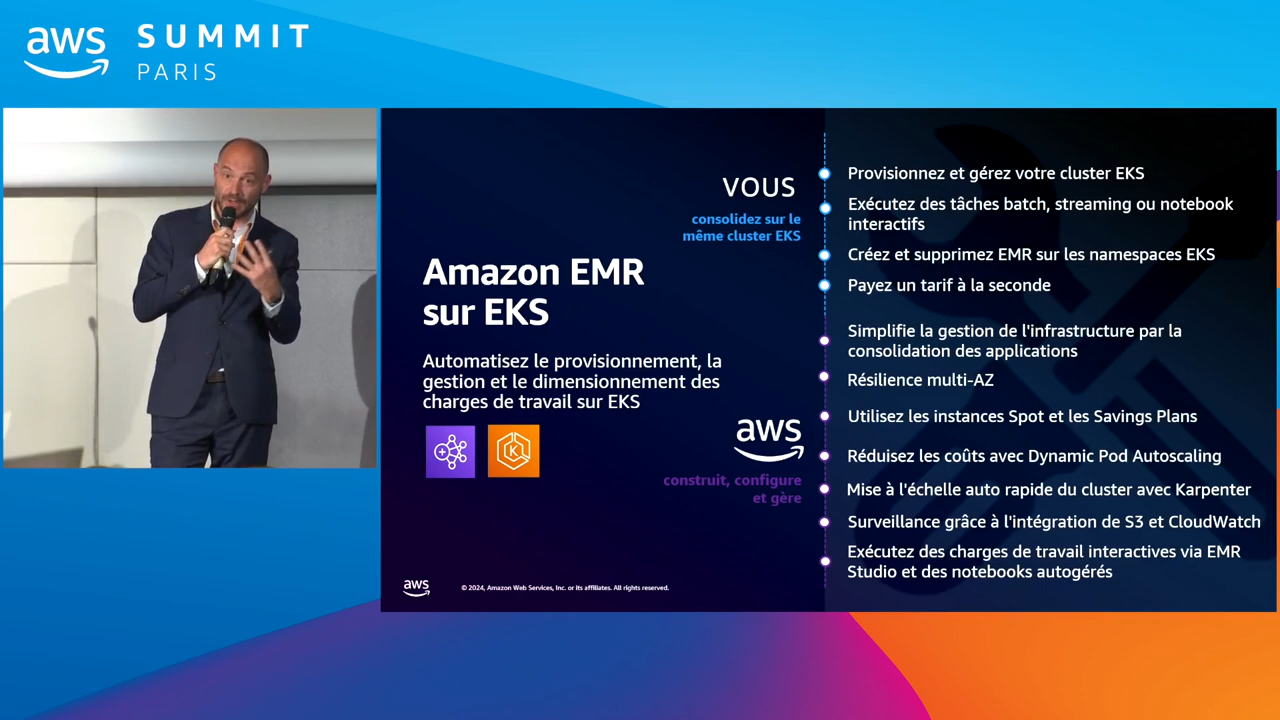 aws SUMMIT
PARIS
VOUS
consolidez sur le
même cluster EKS
Amazon EMR
sur EKS
Automatisez le provisionnement, la
gestion et le dimensionnement des
charges de travail sur EKS
K
aws
construit, configure
et gère
Provisionnez et gérez votre cluster EKS
Exécutez des tâches batch, streaming ou notebook
interactifs
Créez et supprimez EMR sur les namespaces EKS
Payez un tarif à la seconde
Simplifie la gestion de l'infrastructure par la
consolidation des applications
Résilience multi-AZ
Utilisez les instances Spot et les Savings Plans
Réduisez les coûts avec Dynamic Pod Autoscaling
Mise à l'échelle auto rapide du cluster avec Karpenter
Surveillance grâce à l'intégration de S3 et CloudWatch
Exécutez des charges de travail interactives via EMR
Studio et des notebooks autogérés
aws
© 2024, Amazon Web Services, Inc. or its affiliates. All rights reserved.